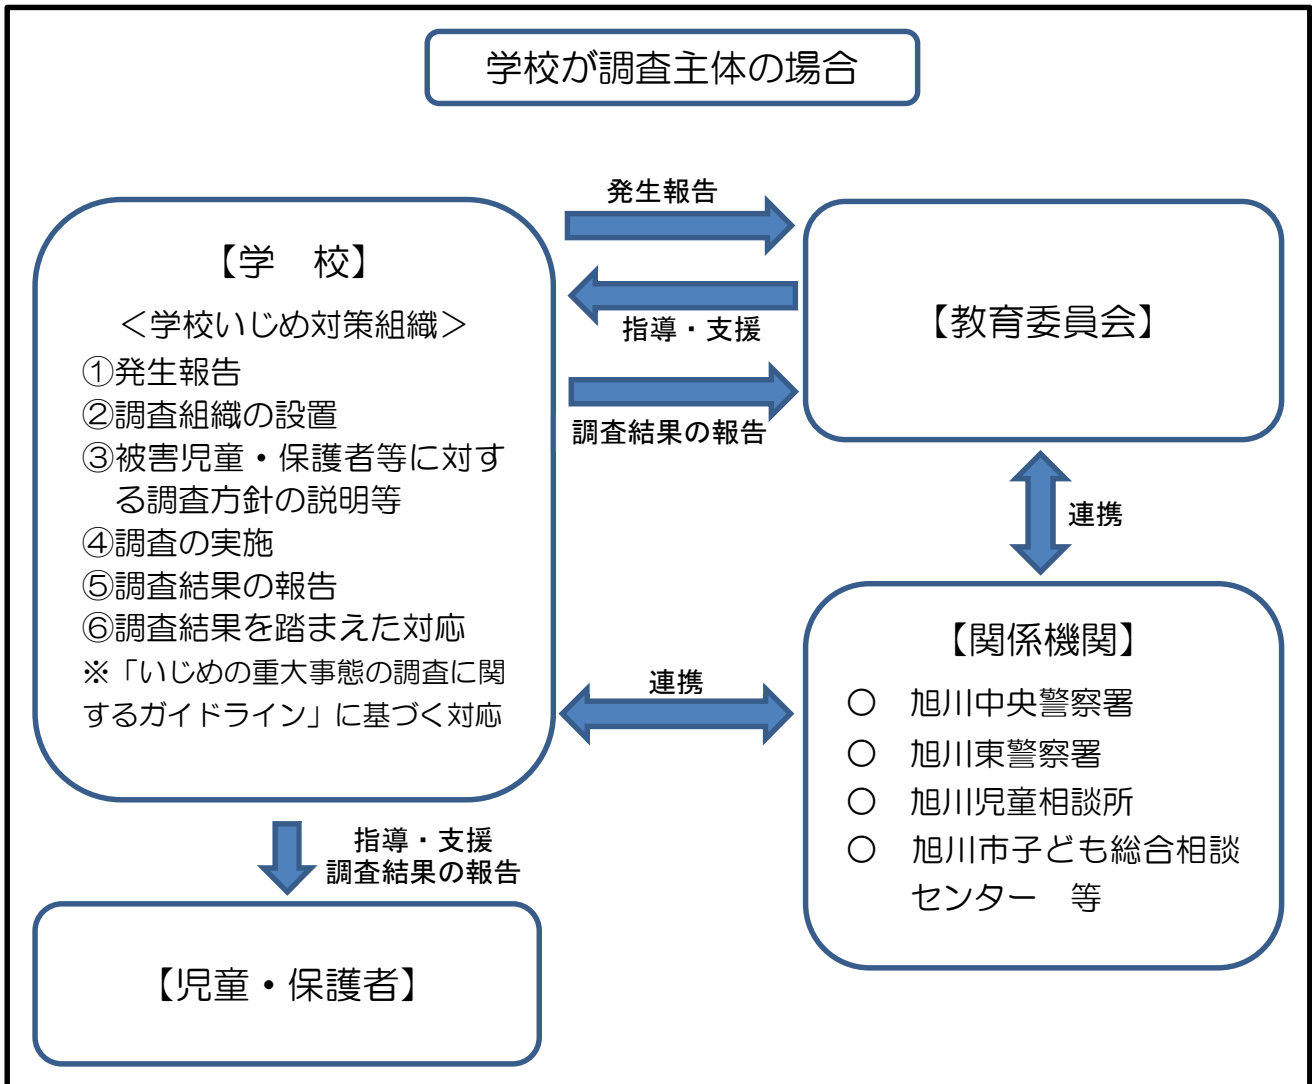 学校が調査主体の場合
発生報告
【学　校】
＜学校いじめ対策組織＞
①発生報告
②調査組織の設置
③被害児童・保護者等に対す
る調査方針の説明等
④調査の実施
⑤調査結果の報告
⑥調査結果を踏まえた対応
※「いじめの重大事態の調査に関
するガイドライン」に基づく対応
指導・支援
調査結果の報告
【教育委員会】
連携
連携
【関係機関】
○　旭川中央警察署
○　旭川東警察署
○　旭川児童相談所
○　旭川市子ども総合相談
センター　等
指導・支援
調査結果の報告
【児童・保護者】